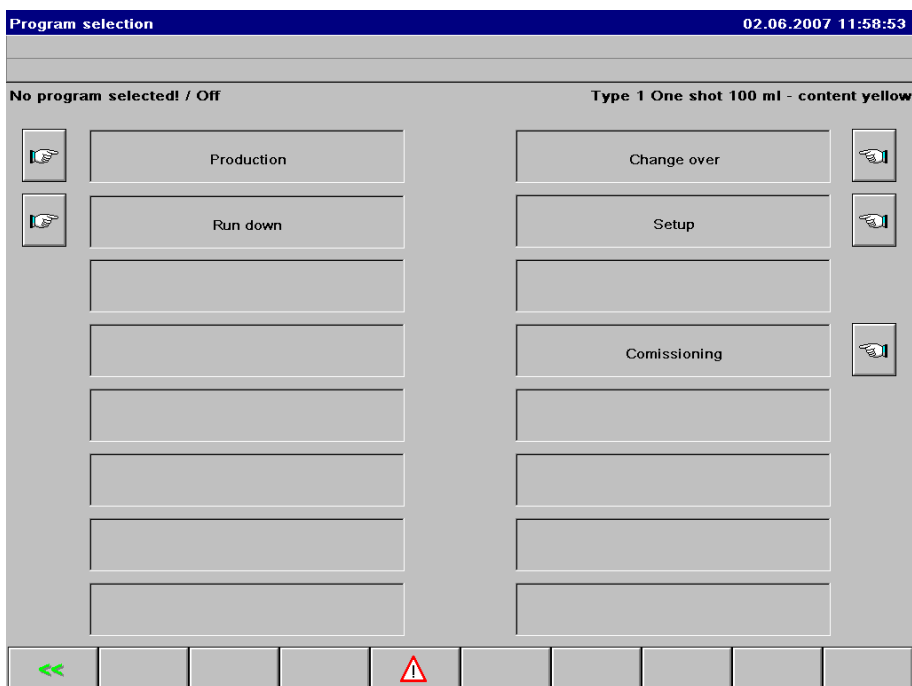 Program selection 02.06.2007 11:58:53
No program selected! / Off Type 1 One shot 100 ml - content yellow
Production Change over
Run down Setup
Comissioning
<<